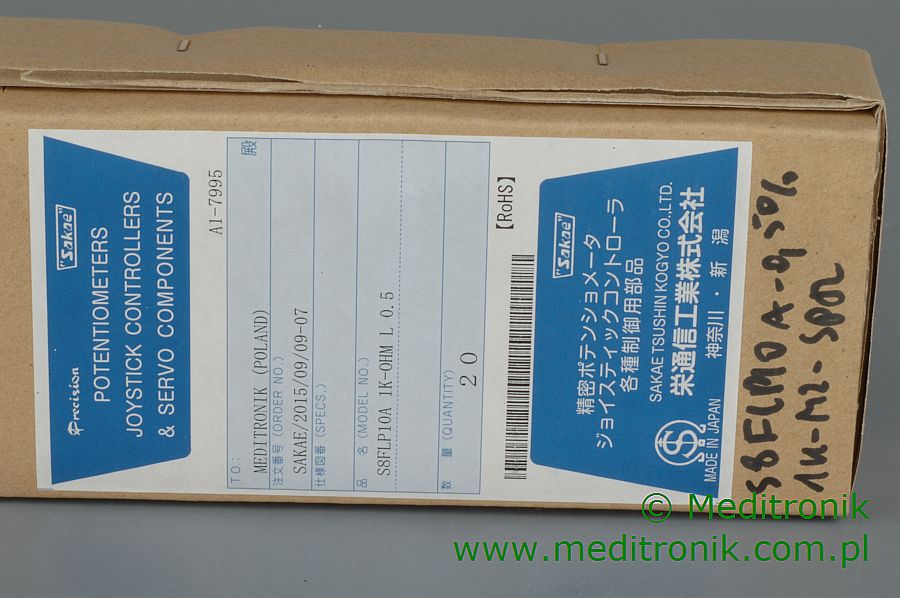 "Sakae"
Precision
POTENTIOMETERS
JOYSTICK CONTROLLERS
& SERVO COMPONENTS
A1-7995
TO: 殿
MEDITRONIK (POLAND)
注文番号 (ORDER NO.)
SAKAE/2015/09/09-07
仕様図番 (SPECS.)
品 名 (MODEL NO.)
S8FLP10A 1K-OHM L 0.5
数 量 (QUANTITY)
20
【RoHS】
"Sakae"
精密ポテンショメータ
ジョイスティックコントローラ
各種制御用部品
SAKAE TSUSHIN KOGYO CO.,LTD.
栄通信工業株式会社
MADE IN JAPAN 神奈川・新潟
1k-M2-SPOL
© Meditronik
www.meditronik.com.pl